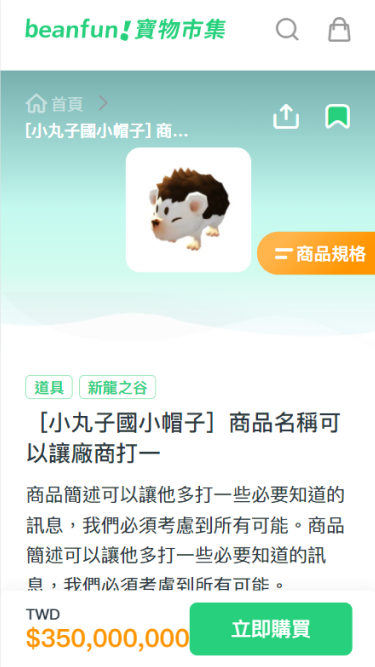 beanfun!寶物市集
首頁
[小丸子國小帽子] 商...
商品規格
道具 新龍之谷
［小丸子國小帽子］商品名稱可
以讓廠商打一
商品簡述可以讓他多打一些必要知道的
訊息，我們必須考慮到所有可能。商品
簡述可以讓他多打一些必要知道的訊
息，我們必須考慮到所有可能。
TWD
$350,000,000
立即購買